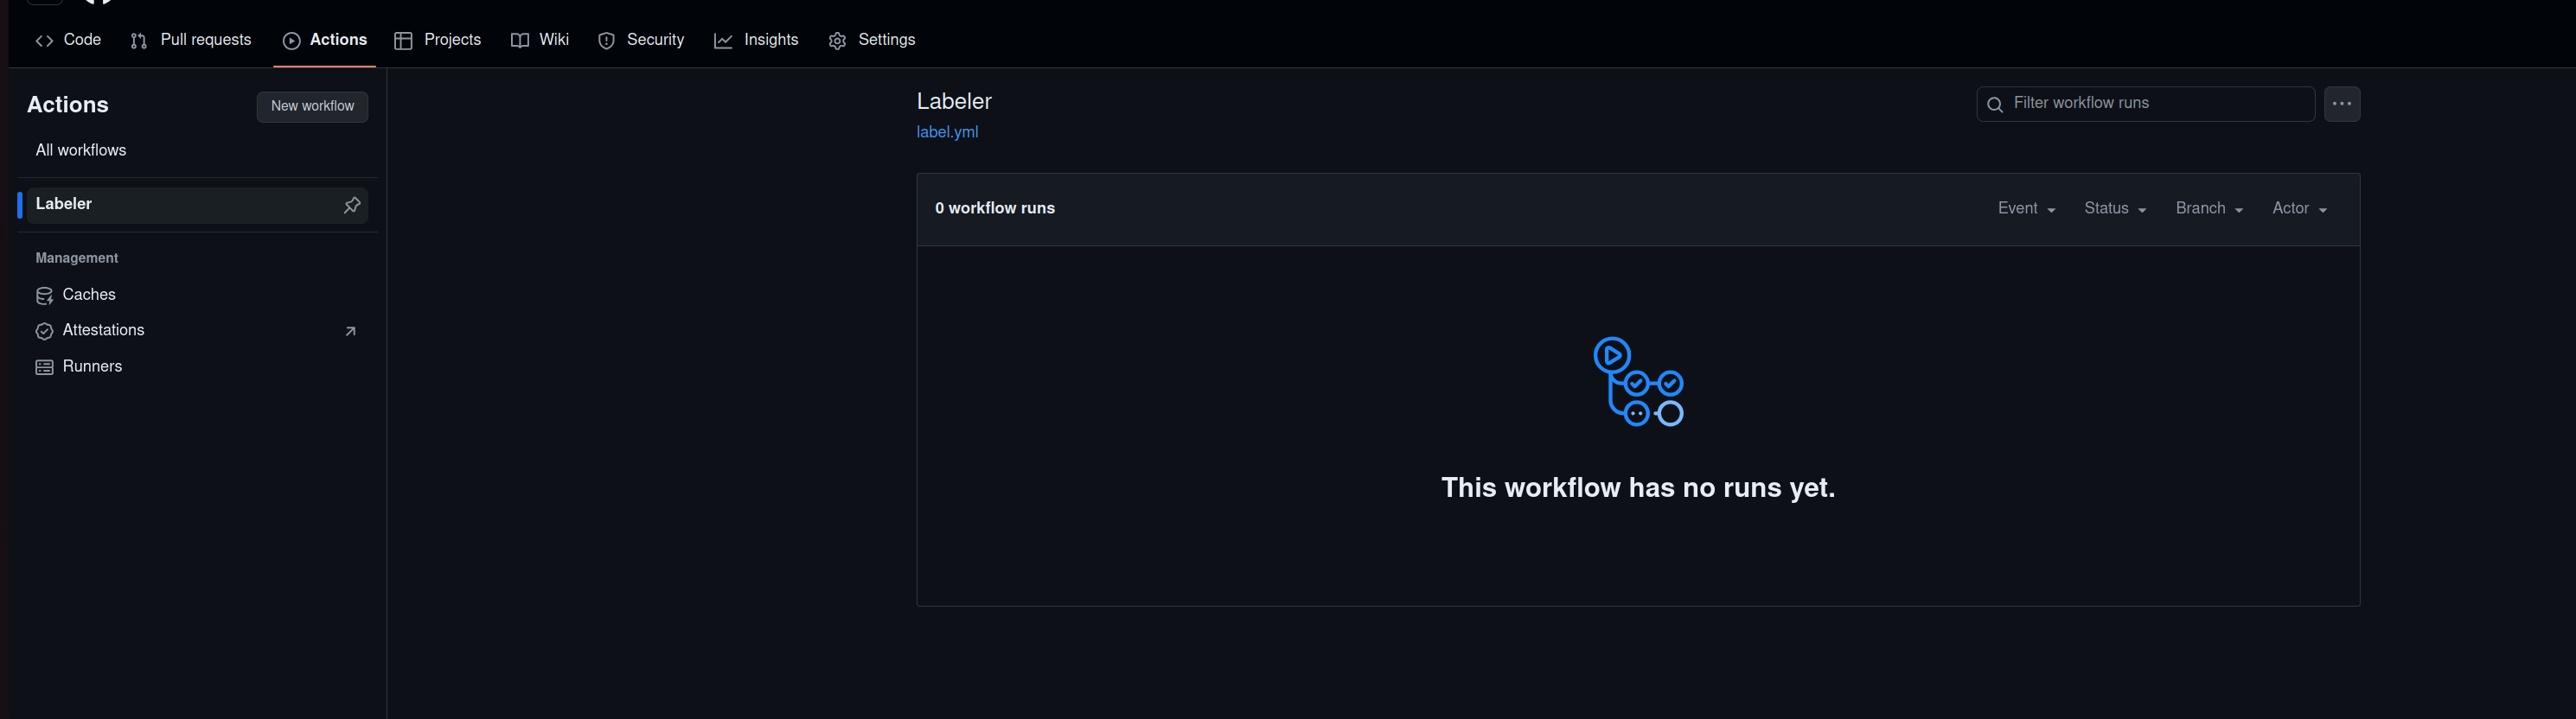 Code Pull requests Actions Projects Wiki Security Insights Settings
Actions
New workflow
All workflows
Labeler
Management
Caches
Attestations
Runners
Labeler
label.yml
Filter workflow runs
0 workflow runs
Event Status Branch Actor
This workflow has no runs yet.